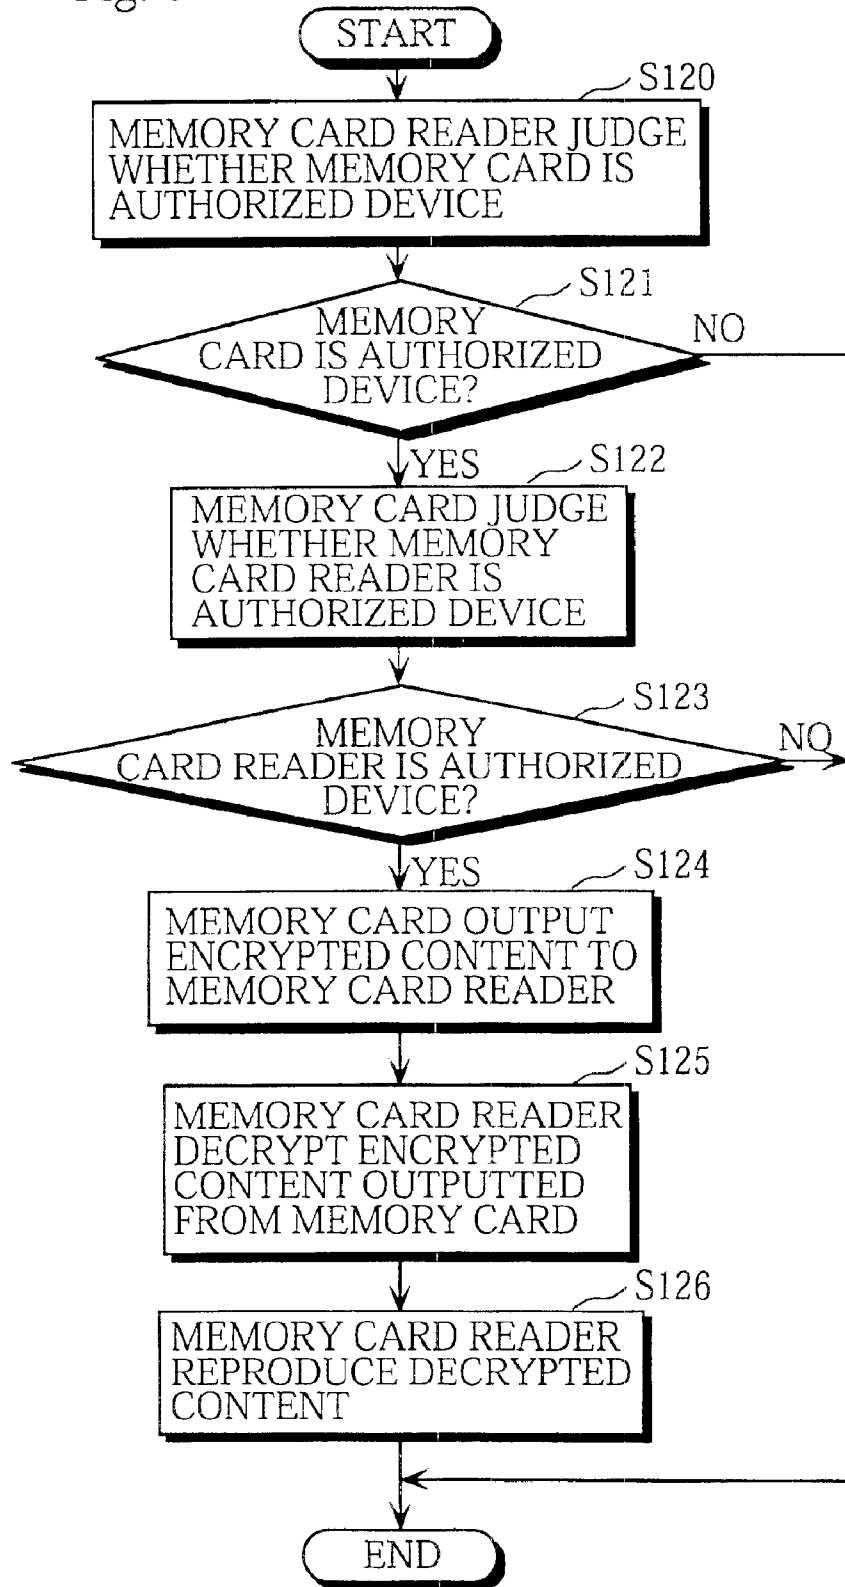 START
S120
MEMORY CARD READER JUDGE
WHETHER MEMORY CARD IS
AUTHORIZED DEVICE
S121
MEMORY
CARD IS AUTHORIZED
DEVICE?
NO
YES
S122
MEMORY CARD JUDGE
WHETHER MEMORY
CARD READER IS
AUTHORIZED DEVICE
S123
MEMORY
CARD READER IS AUTHORIZED
DEVICE?
NO
YES
S124
MEMORY CARD OUTPUT
ENCRYPTED CONTENT TO
MEMORY CARD READER
S125
MEMORY CARD READER
DECRYPT ENCRYPTED
CONTENT OUTPUTTED
FROM MEMORY CARD
S126
MEMORY CARD READER
REPRODUCE DECRYPTED
CONTENT
END